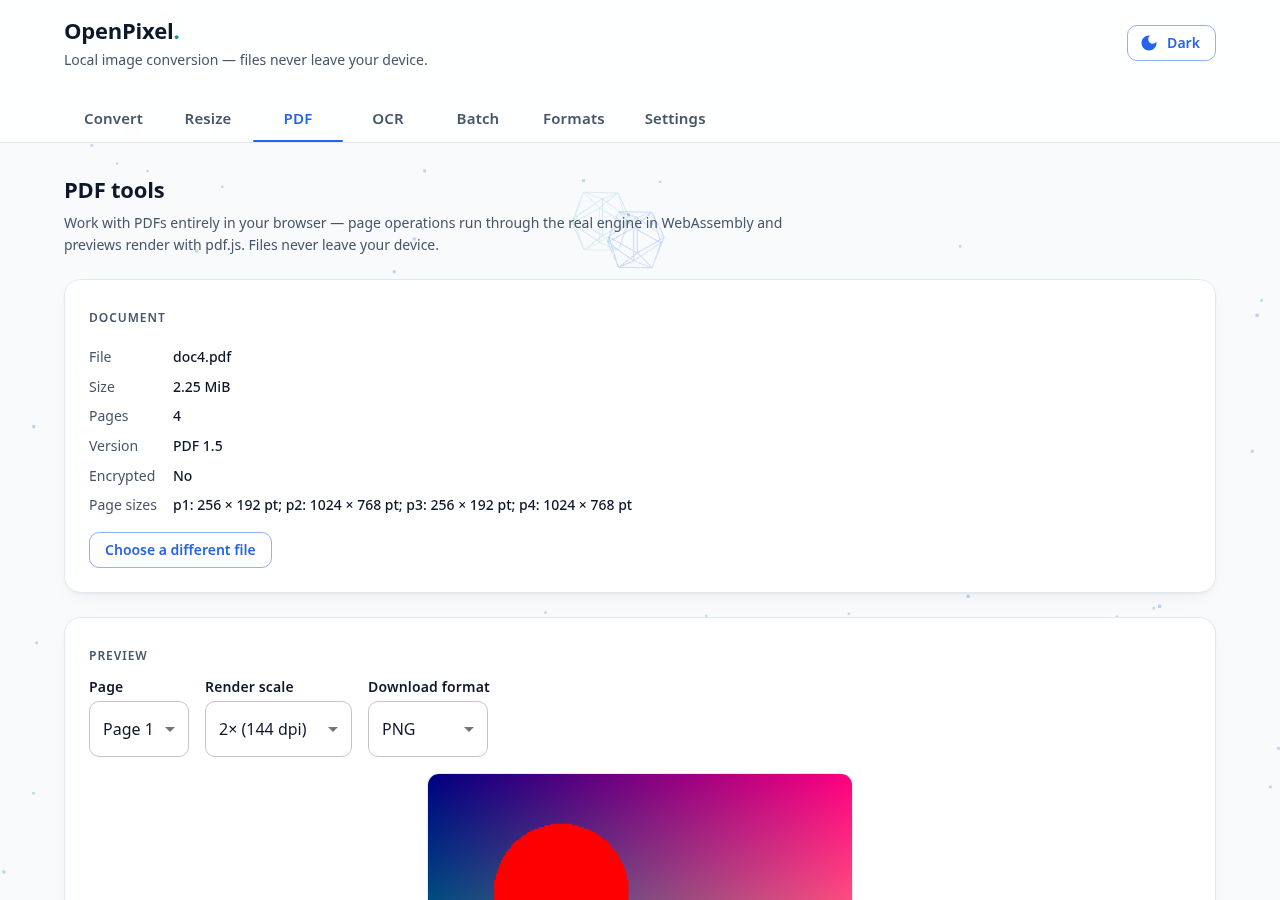 OpenPixel.
Local image conversion — files never leave your device.
Dark
Convert Resize PDF OCR Batch Formats Settings
PDF tools
Work with PDFs entirely in your browser — page operations run through the real engine in WebAssembly and
previews render with pdf.js. Files never leave your device.
DOCUMENT
File doc4.pdf
Size 2.25 MiB
Pages 4
Version PDF 1.5
Encrypted No
Page sizes p1: 256 × 192 pt; p2: 1024 × 768 pt; p3: 256 × 192 pt; p4: 1024 × 768 pt
Choose a different file
PREVIEW
Page Render scale Download format
Page 1 2× (144 dpi) PNG